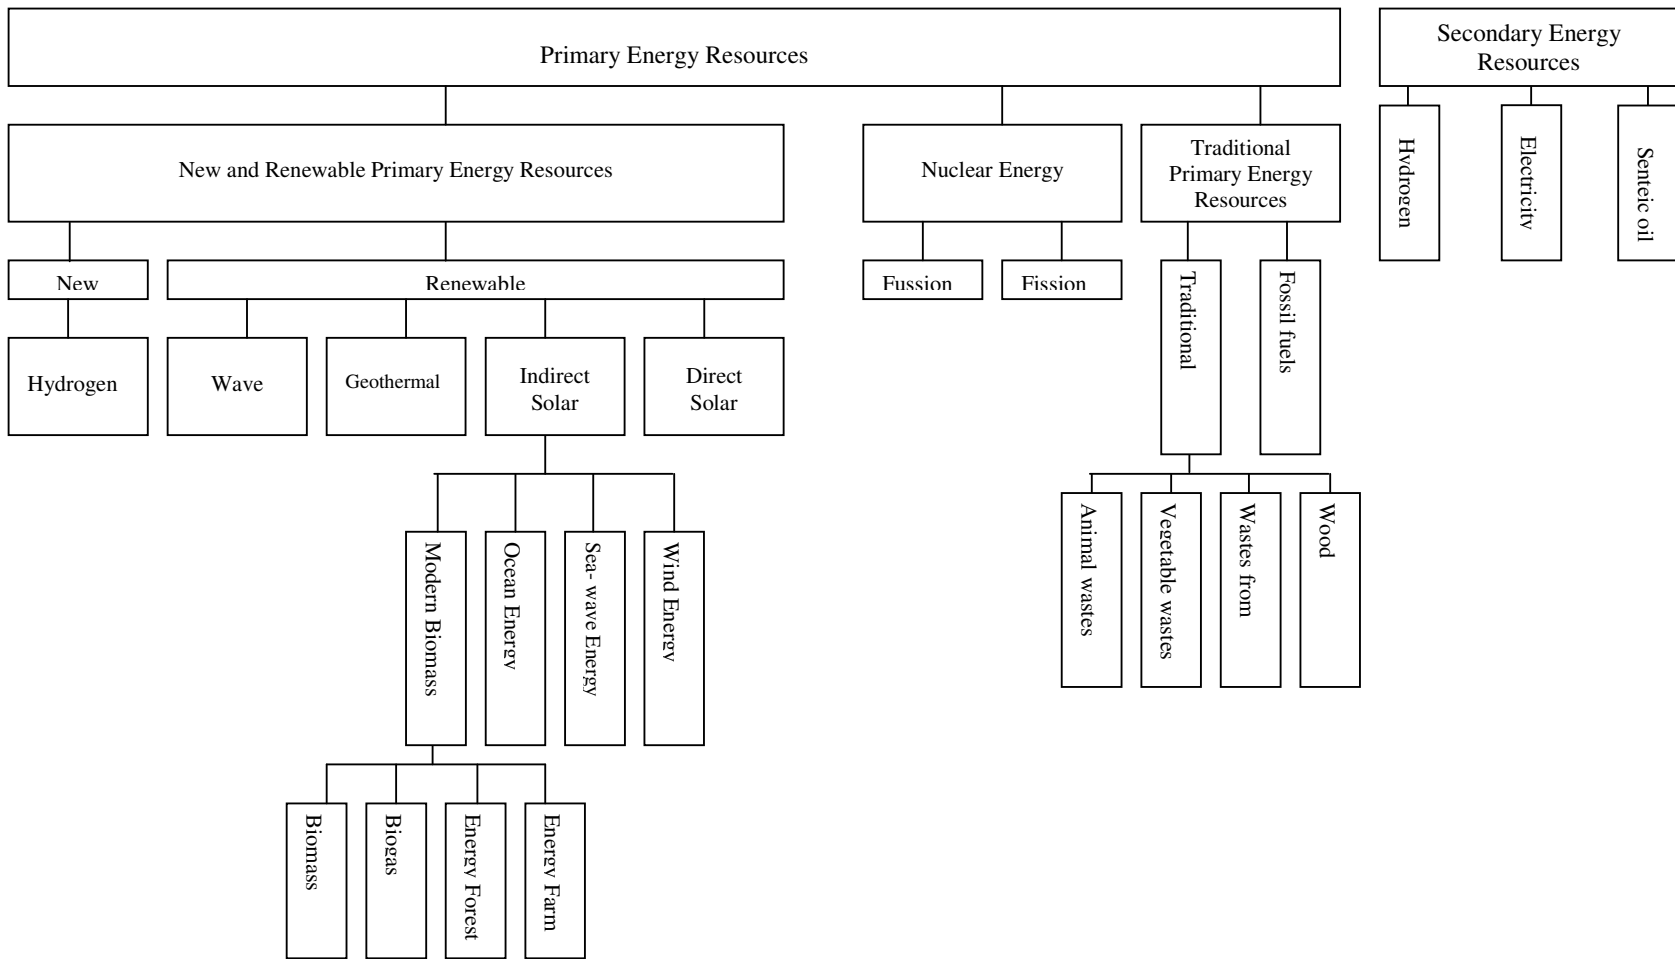 Primary Energy Resources
Secondary Energy
Resources
New and Renewable Primary Energy Resources
Nuclear Energy
Traditional
Primary Energy
Resources
Hydrogen
Electricity
Senteic oil
New
Renewable
Fussion
Fission
Traditional
Fossil fuels
Hydrogen
Wave
Geothermal
Indirect
Solar
Direct
Solar
Modern Biomass
Ocean Energy
Sea- wave Energy
Wind Energy
Animal wastes
Vegetable wastes
Wastes from
Wood
Biomass
Biogas
Energy Forest
Energy Farm